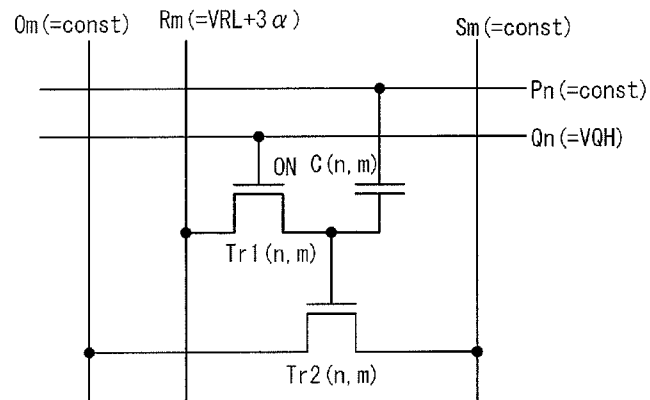 Om(=const)
Rm(=VRL+3α)
Sm(=const)
Pn(=const)
Qn(=VQH)
ON
C(n,m)
Tr1(n,m)
Tr2(n,m)